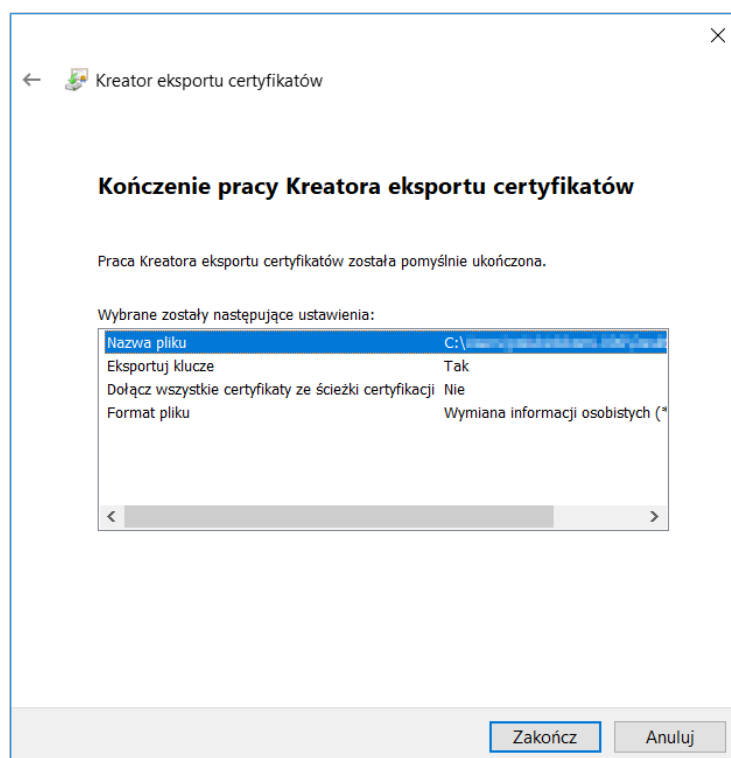 Kreator eksportu certyfikatów
Kończenie pracy Kreatora eksportu certyfikatów
Praca Kreatora eksportu certyfikatów została pomyślnie ukończona.
Wybrane zostały następujące ustawienia:
Nazwa pliku C:\
Eksportuj klucze Tak
Dołącz wszystkie certyfikaty ze ścieżki certyfikacji Nie
Format pliku Wymiana informacji osobistych (*
Zakończ Anuluj